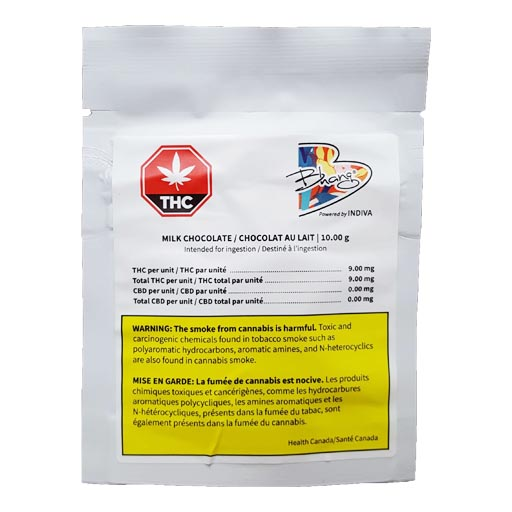 THC
Bhang®
Powered by INDIVA
MILK CHOCOLATE / CHOCOLAT AU LAIT | 10.00 g
Intended for ingestion / Destiné à l'ingestion
THC per unit / THC par unité ........ 9.00 mg
Total THC per unit / THC total par unité ........ 9.00 mg
CBD per unit / CBD par unité ........ 0.00 mg
Total CBD per unit / CBD total par unité ........ 0.00 mg
WARNING: The smoke from cannabis is harmful. Toxic and
carcinogenic chemicals found in tobacco smoke such as
polyaromatic hydrocarbons, aromatic amines, and N-heterocyclics
are also found in cannabis smoke.
MISE EN GARDE: La fumée de cannabis est nocive. Les produits
chimiques toxiques et cancérigènes, comme les hydrocarbures
aromatiques polycycliques, les amines aromatiques et les
N-hétérocycliques, présents dans la fumée du tabac, sont
également présents dans la fumée du cannabis.
Health Canada/Santé Canada